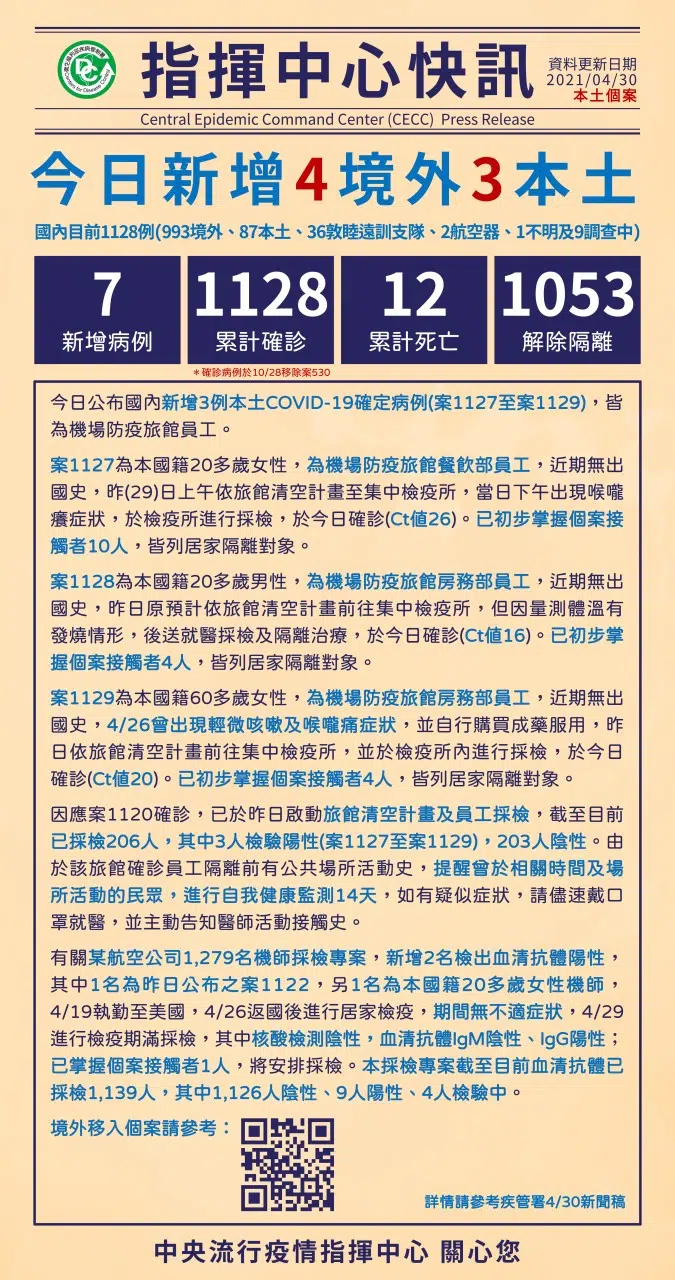 指揮中心快訊
資料更新日期
2021/04/30
本土個案
Central Epidemic Command Center (CECC) Press Release
今日新增4境外3本土
國內目前1128例(993境外、87本土、36敦睦遠訓支隊、2航空器、1不明及9調查中)
7
新增病例
1128
累計確診
12
累計死亡
1053
解除隔離
＊確診病例於10/28移除案530
今日公布國內新增3例本土COVID-19確定病例(案1127至案1129)，皆
為機場防疫旅館員工。
案1127為本國籍20多歲女性，為機場防疫旅館餐飲部員工，近期無出
國史，昨(29)日上午依旅館清空計畫至集中檢疫所，當日下午出現喉嚨
癢症狀，於檢疫所進行採檢，於今日確診(Ct值26)。已初步掌握個案接
觸者10人，皆列居家隔離對象。
案1128為本國籍20多歲男性，為機場防疫旅館房務部員工，近期無出
國史，昨日原預計依旅館清空計畫前往集中檢疫所，但因量測體溫有
發燒情形，後送就醫採檢及隔離治療，於今日確診(Ct值16)。已初步掌
握個案接觸者4人，皆列居家隔離對象。
案1129為本國籍60多歲女性，為機場防疫旅館房務部員工，近期無出
國史，4/26曾出現輕微咳嗽及喉嚨痛症狀，並自行購買成藥服用，昨
日依旅館清空計畫前往集中檢疫所，並於檢疫所內進行採檢，於今日
確診(Ct值20)。已初步掌握個案接觸者4人，皆列居家隔離對象。
因應案1120確診，已於昨日啟動旅館清空計畫及員工採檢，截至目前
已採檢206人，其中3人檢驗陽性(案1127至案1129)，203人陰性。由
於該旅館確診員工隔離前有公共場所活動史，提醒曾於相關時間及場
所活動的民眾，進行自我健康監測14天，如有疑似症狀，請儘速戴口
罩就醫，並主動告知醫師活動接觸史。
有關某航空公司1,279名機師採檢專案，新增2名檢出血清抗體陽性，
其中1名為昨日公布之案1122，另1名為本國籍20多歲女性機師，
4/19執勤至美國，4/26返國後進行居家檢疫，期間無不適症狀，4/29
進行檢疫期滿採檢，其中核酸檢測陰性，血清抗體IgM陰性、IgG陽性；
已掌握個案接觸者1人，將安排採檢。本採檢專案截至目前血清抗體已
採檢1,139人，其中1,126人陰性、9人陽性、4人檢驗中。
境外移入個案請參考：
詳情請參考疾管署4/30新聞稿
中央流行疫情指揮中心 關心您